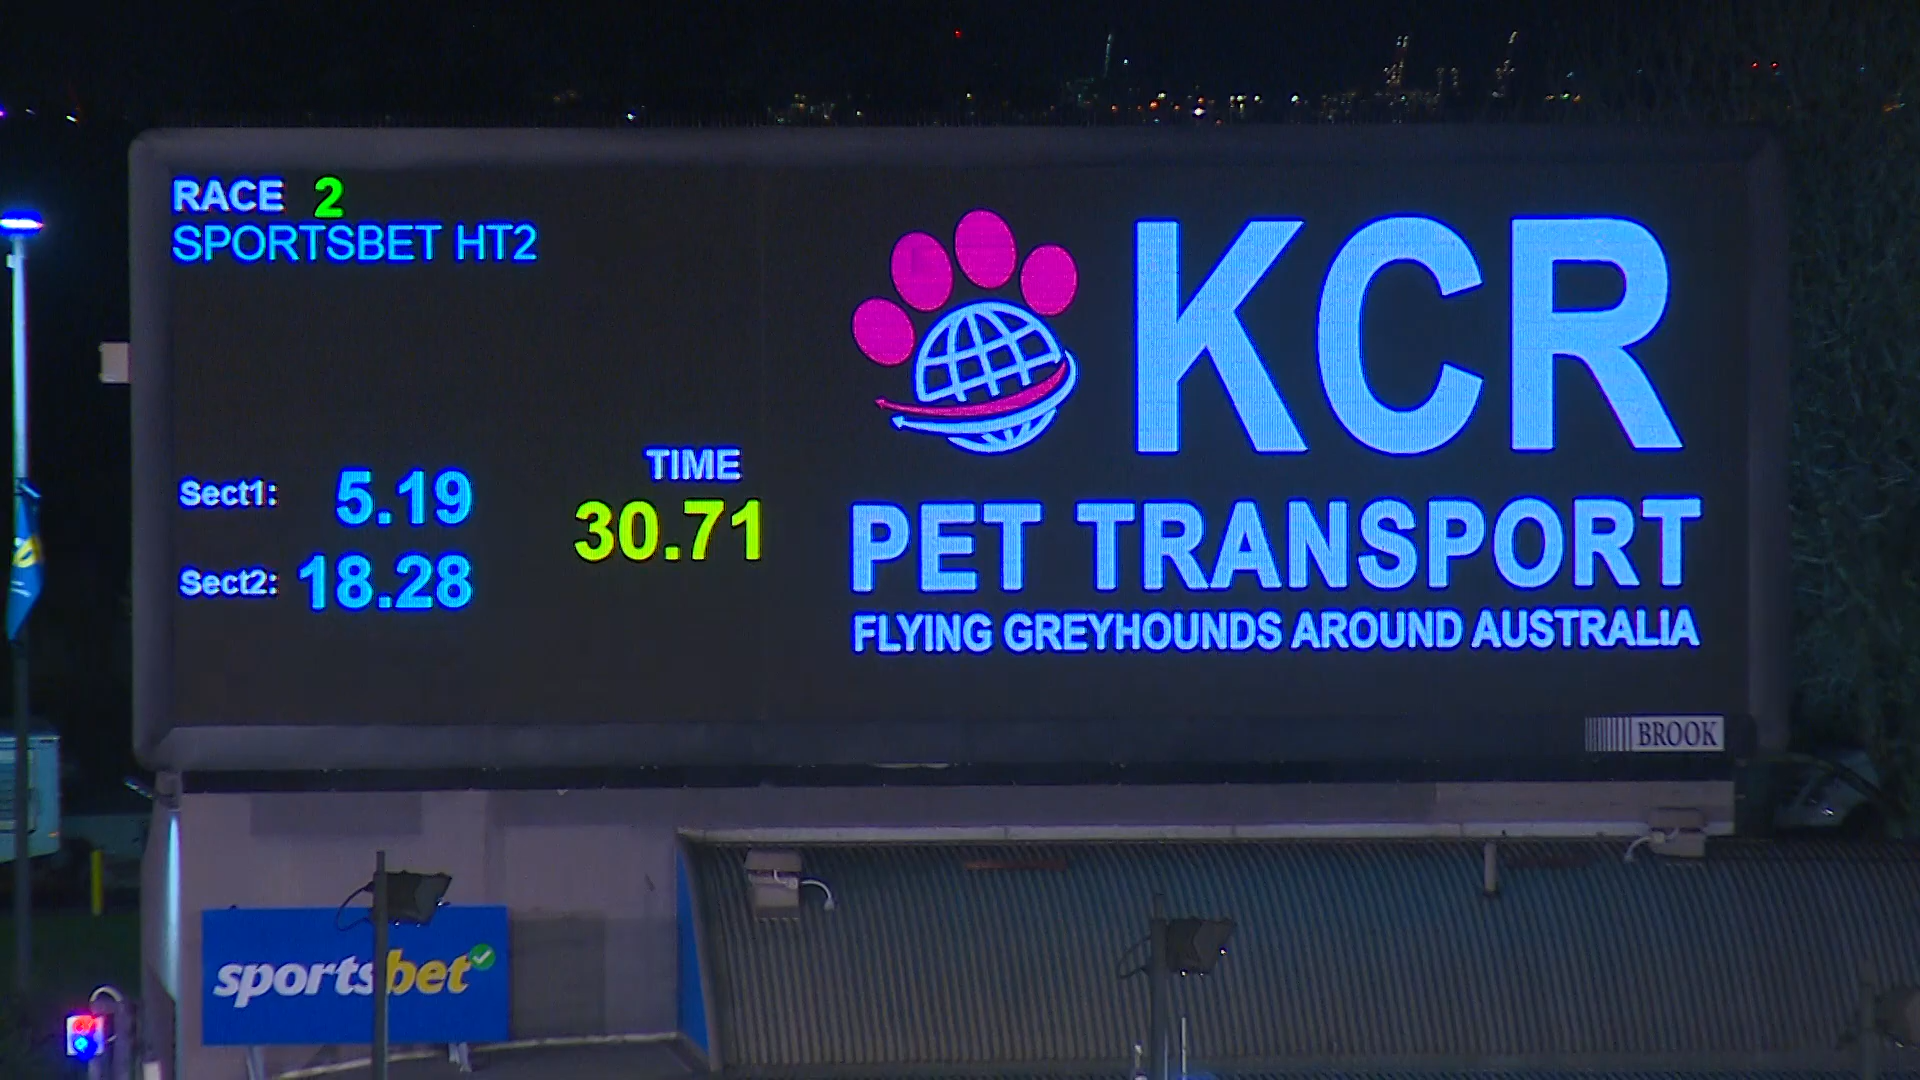 RACE 2
SPORTSBET HT2
Sect1: 5.19
Sect2: 18.28
TIME
30.71
KCR
PET TRANSPORT
FLYING GREYHOUNDS AROUND AUSTRALIA
BROOK
sportsbet